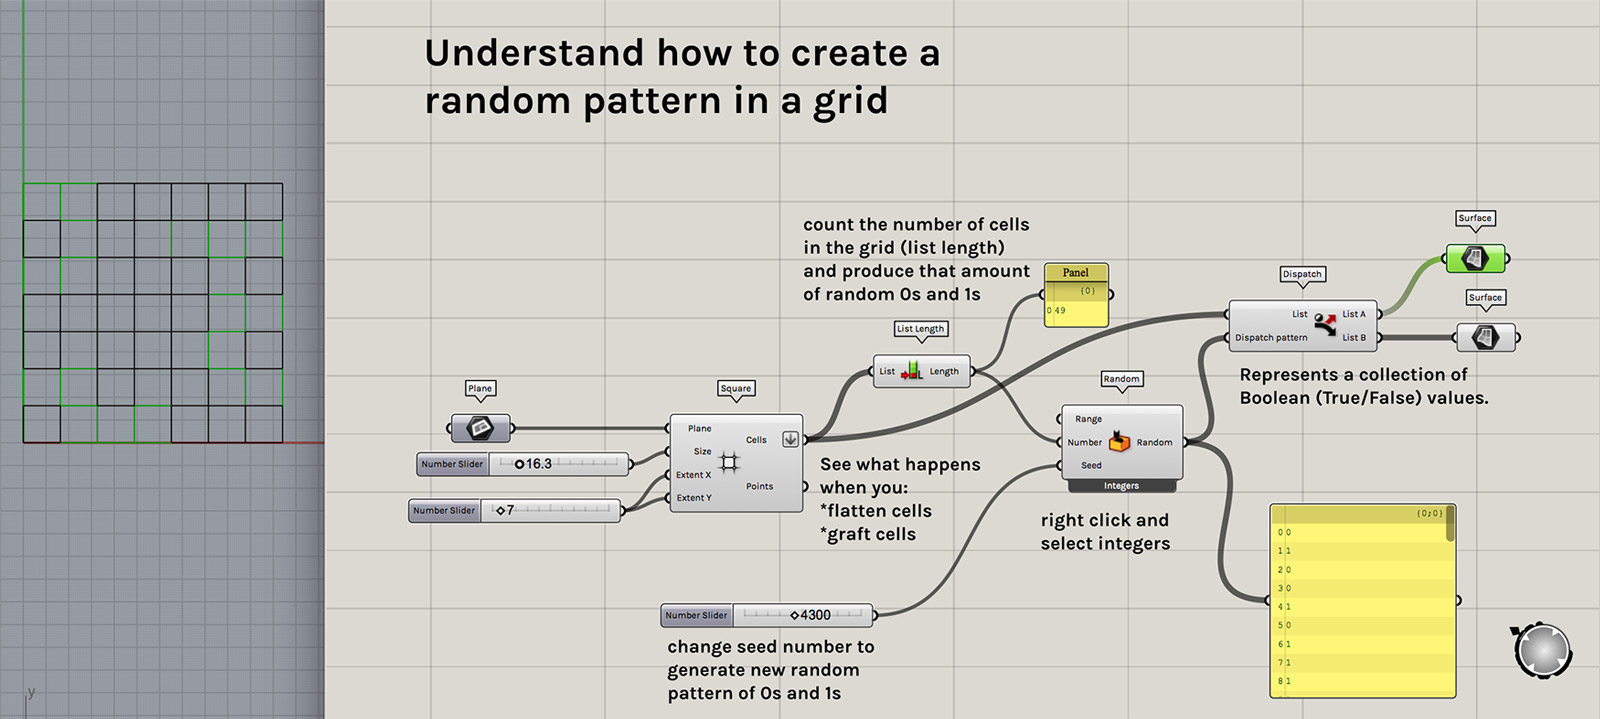 Understand how to create a
random pattern in a grid
count the number of cells
in the grid (list length)
and produce that amount
of random 0s and 1s
Panel
{0}
0 49
Surface
Surface
Dispatch
List
Dispatch pattern
List A
List B
Represents a collection of
Boolean (True/False) values.
List Length
List
Length
Plane
Square
Plane
Size
Extent X
Extent Y
Cells
Points
Number Slider
16.3
Number Slider
7
See what happens
when you:
*flatten cells
*graft cells
Random
Range
Number
Seed
Random
Integers
right click and
select integers
Number Slider
4300
change seed number to
generate new random
pattern of 0s and 1s
{0;0}
0 0
1 1
2 0
3 0
4 1
5 0
6 1
7 1
8 1
y